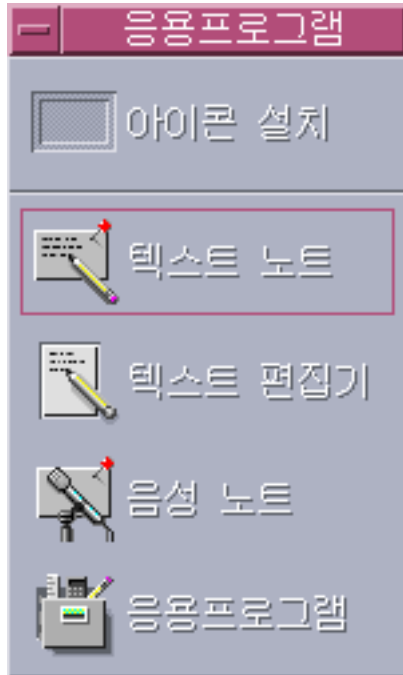 응용프로그램
아이콘 설치
텍스트 노트
텍스트 편집기
음성 노트
응용프로그램